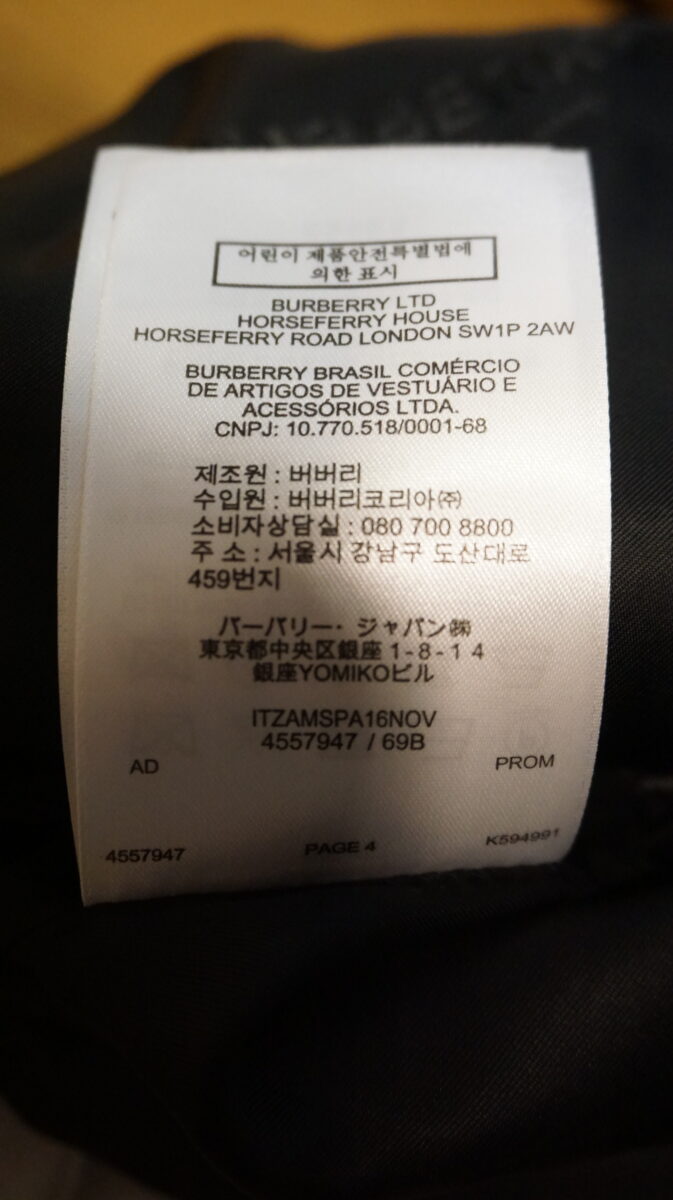 어린이 제품안전특별법에
의한 표시
BURBERRY LTD
HORSEFERRY HOUSE
HORSEFERRY ROAD LONDON SW1P 2AW
BURBERRY BRASIL COMÉRCIO
DE ARTIGOS DE VESTUÁRIO E
ACESSÓRIOS LTDA.
CNPJ: 10.770.518/0001-68
제조원 : 버버리
수입원 : 버버리코리아㈜
소비자상담실 : 080 700 8800
주 소 : 서울시 강남구 도산대로
459번지
バーバリー・ジャパン㈱
東京都中央区銀座 1 - 8 - 1 4
銀座YOMIKOビル
ITZAMSPA16NOV
4557947 / 69B
AD PROM
4557947 PAGE 4 K594991